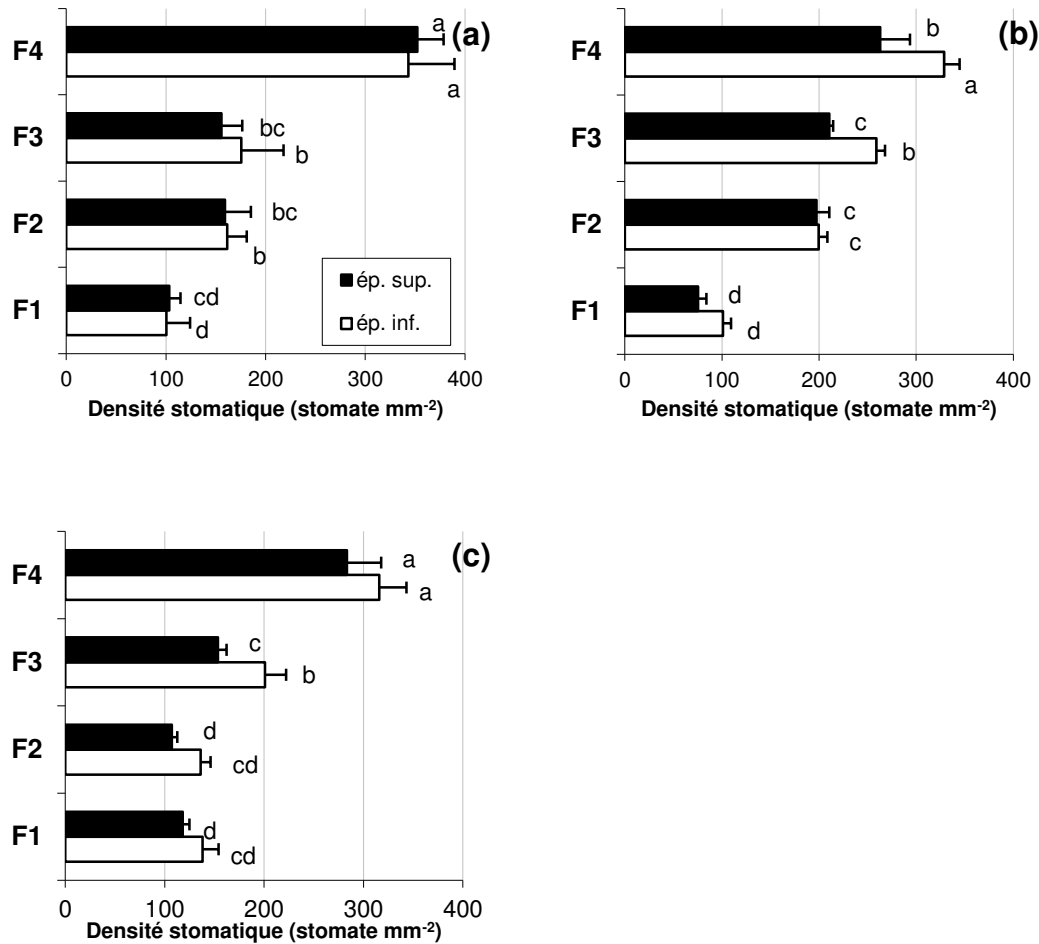 (a)
F4
a
a
F3
bc
b
F2
bc
b
F1
cd
d
ép. sup.
ép. inf.
0 100 200 300 400
Densité stomatique (stomate mm⁻²)
(b)
F4
b
a
F3
c
b
F2
c
c
F1
d
d
0 100 200 300 400
Densité stomatique (stomate mm⁻²)
(c)
F4
a
a
F3
c
b
F2
d
cd
F1
d
cd
0 100 200 300 400
Densité stomatique (stomate mm⁻²)